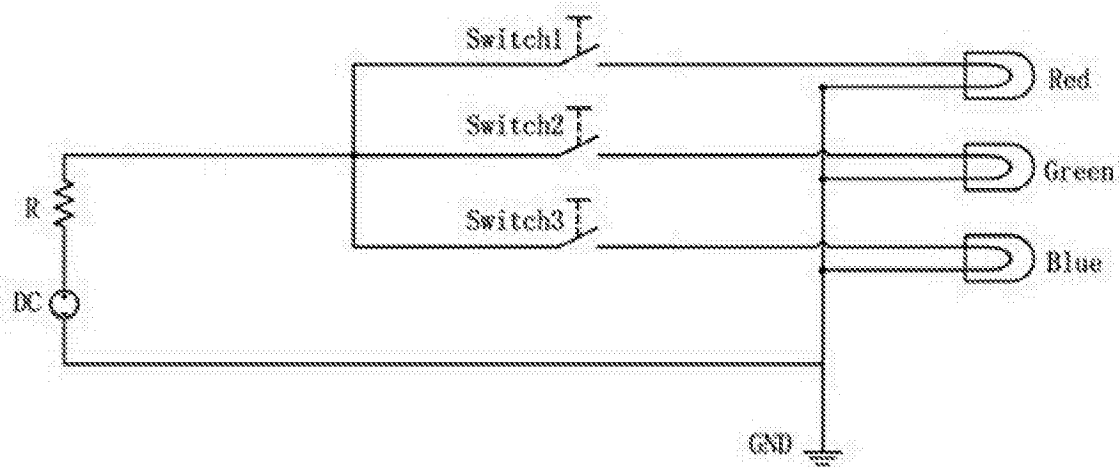 Switch1
Red
Switch2
Green
R
Switch3
Blue
DC
GND